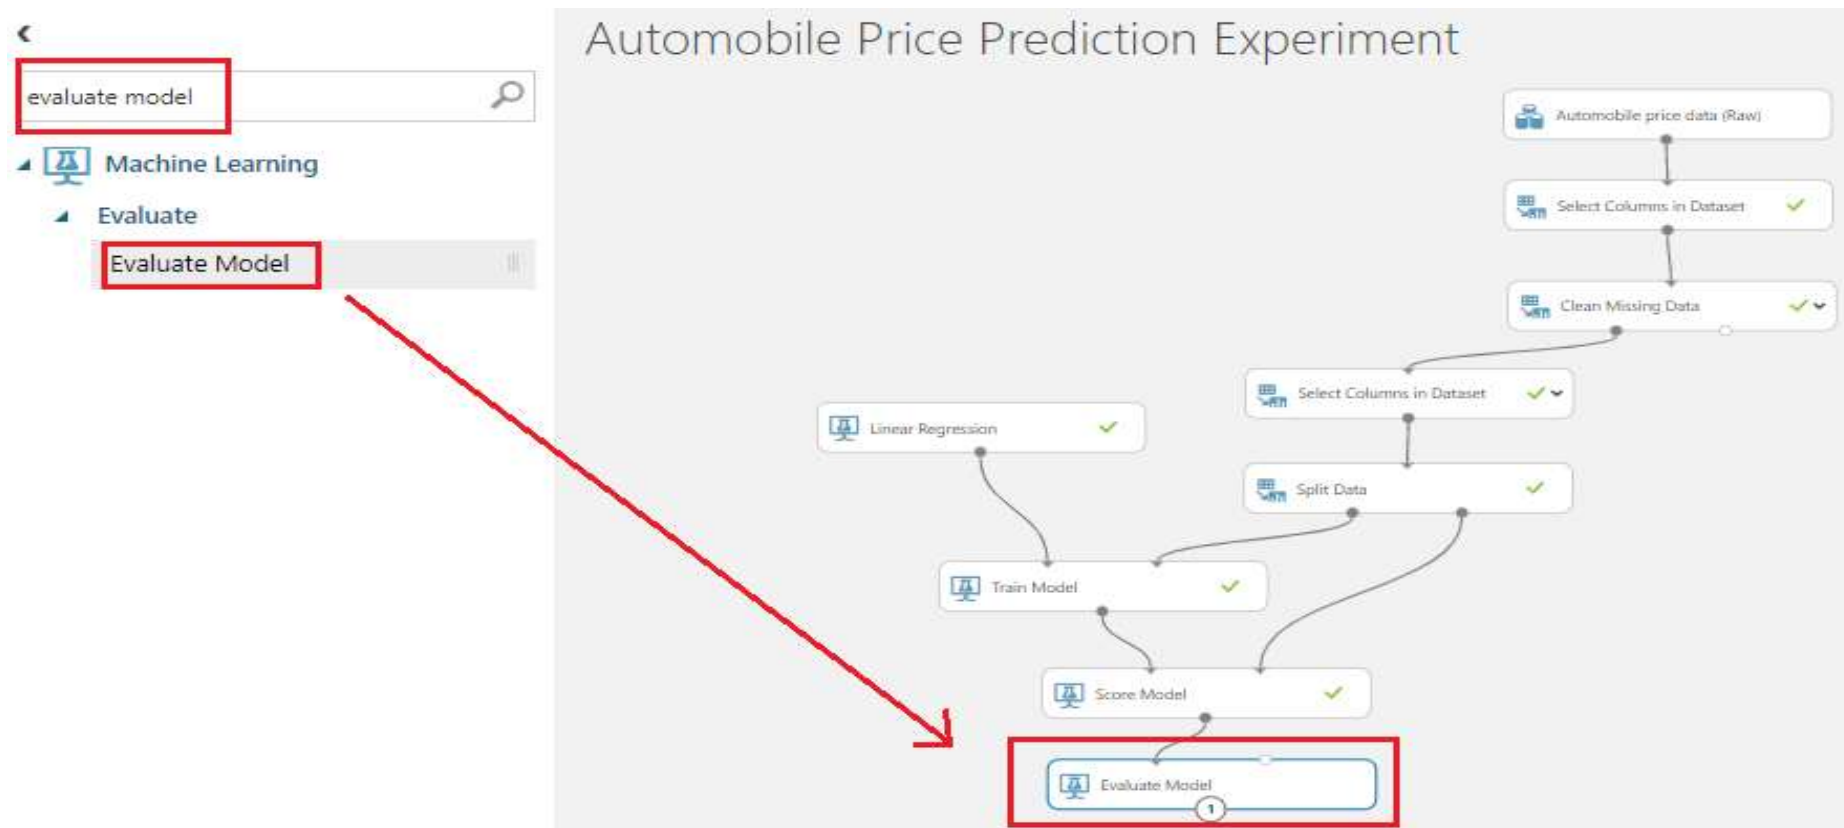 Automobile Price Prediction Experiment
evaluate model
Machine Learning
Evaluate
Evaluate Model
Automobile price data (Raw)
Select Columns in Dataset
Clean Missing Data
Select Columns in Dataset
Linear Regression
Split Data
Train Model
Score Model
Evaluate Model
1